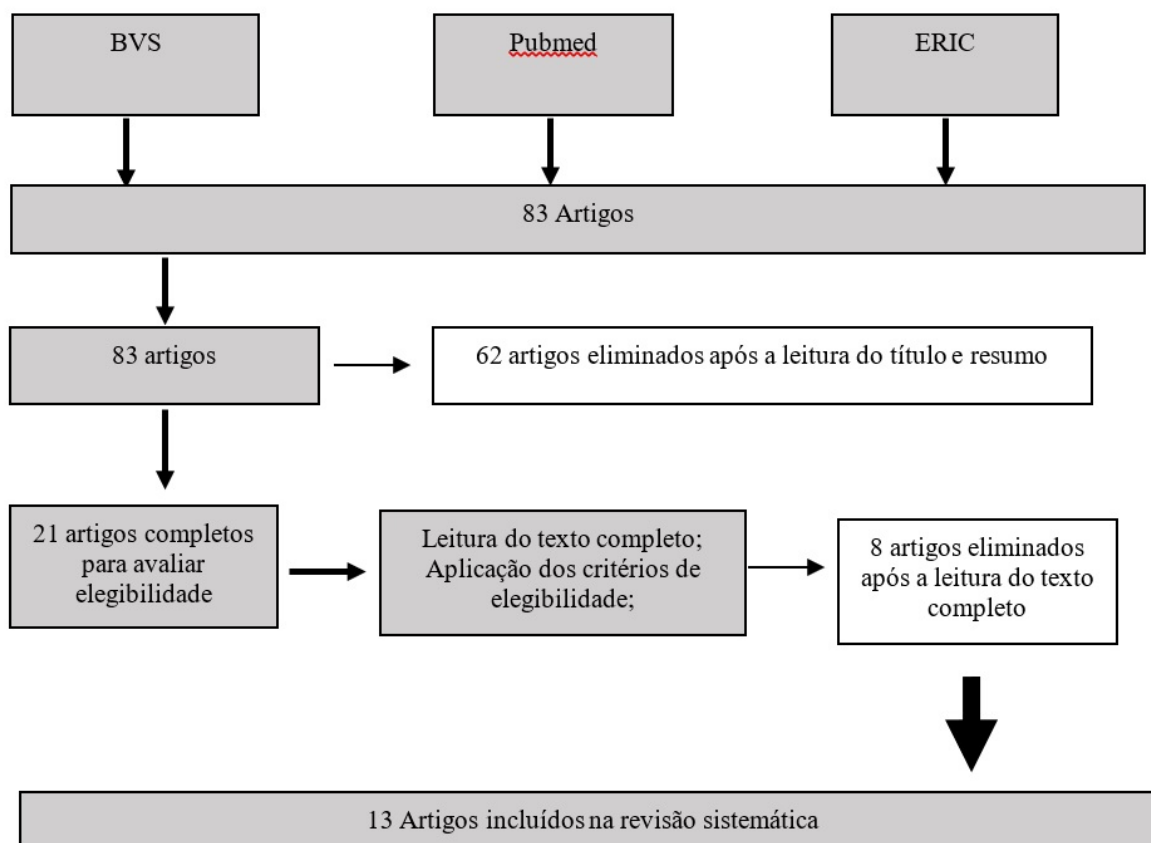 BVS
Pubmed
ERIC
83 Artigos
83 artigos
62 artigos eliminados após a leitura do título e resumo
21 artigos completos
para avaliar
elegibilidade
Leitura do texto completo;
Aplicação dos critérios de
elegibilidade;
8 artigos eliminados
após a leitura do texto
completo
13 Artigos incluídos na revisão sistemática